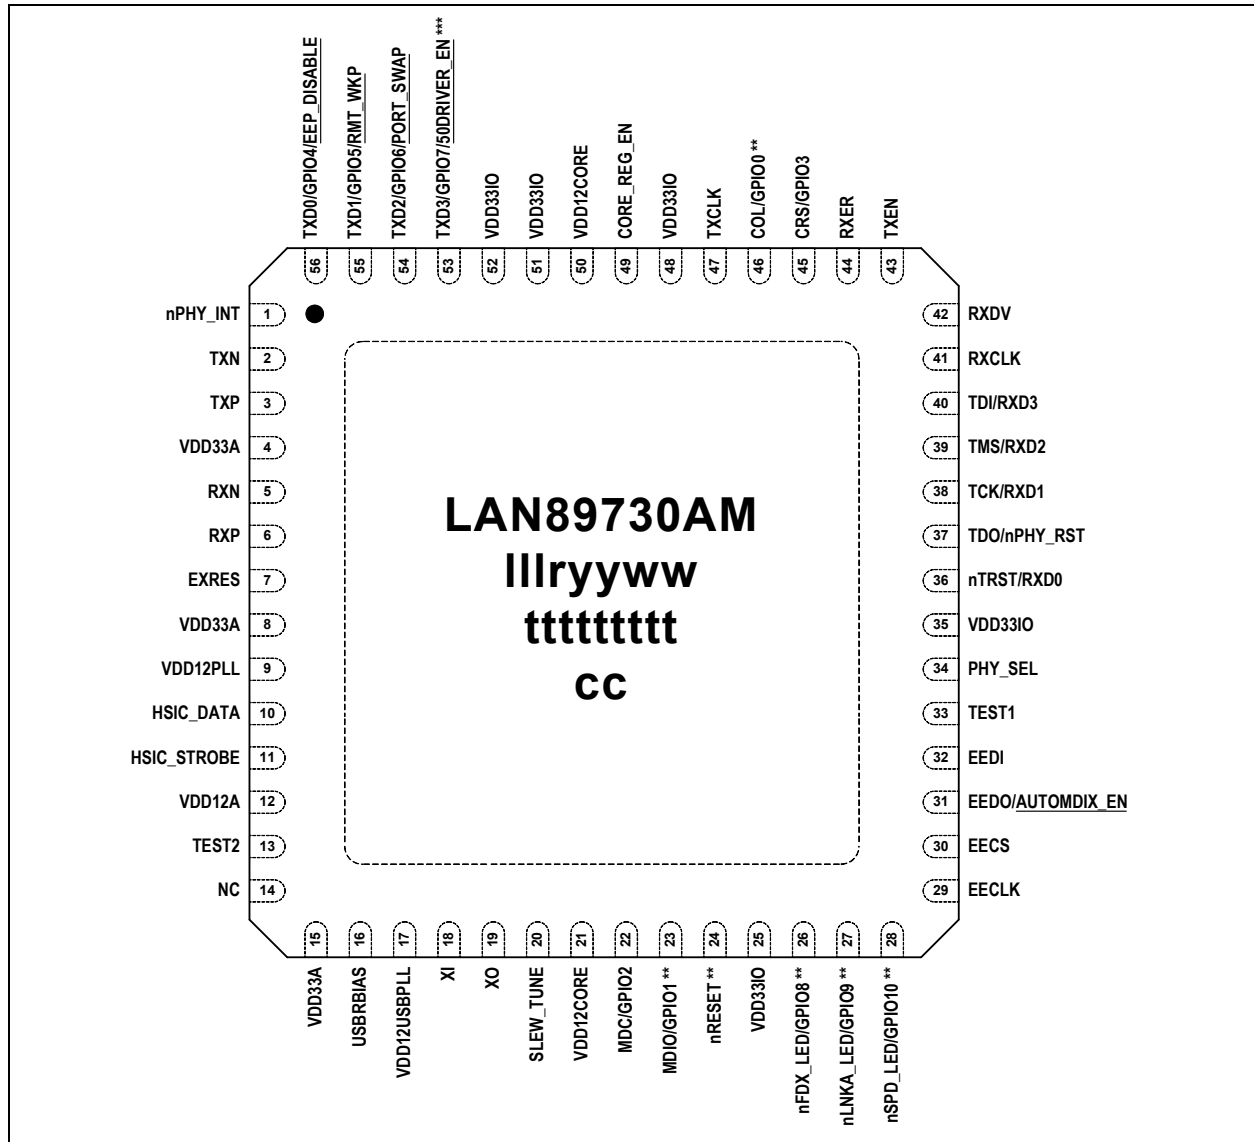 TXD0/GPIO4/EEP_DISABLE
TXD1/GPIO5/RMT_WKP
TXD2/GPIO6/PORT_SWAP
TXD3/GPIO7/50DRIVER_EN ***
VDD33IO
VDD33IO
VDD12CORE
CORE_REG_EN
VDD33IO
TXCLK
COL/GPIO0 **
CRS/GPIO3
RXER
TXEN
56
55
54
53
52
51
50
49
48
47
46
45
44
43
nPHY_INT 1
TXN 2
TXP 3
VDD33A 4
RXN 5
RXP 6
EXRES 7
VDD33A 8
VDD12PLL 9
HSIC_DATA 10
HSIC_STROBE 11
VDD12A 12
TEST2 13
NC 14
LAN89730AM
lllryyww
ttttttttt
cc
42 RXDV
41 RXCLK
40 TDI/RXD3
39 TMS/RXD2
38 TCK/RXD1
37 TDO/nPHY_RST
36 nTRST/RXD0
35 VDD33IO
34 PHY_SEL
33 TEST1
32 EEDI
31 EEDO/AUTOMDIX_EN
30 EECS
29 EECLK
15
16
17
18
19
20
21
22
23
24
25
26
27
28
VDD33A
USBRBIAS
VDD12USBPLL
XI
XO
SLEW_TUNE
VDD12CORE
MDC/GPIO2
MDIO/GPIO1 **
nRESET **
VDD33IO
nFDX_LED/GPIO8 **
nLNKA_LED/GPIO9 **
nSPD_LED/GPIO10 **